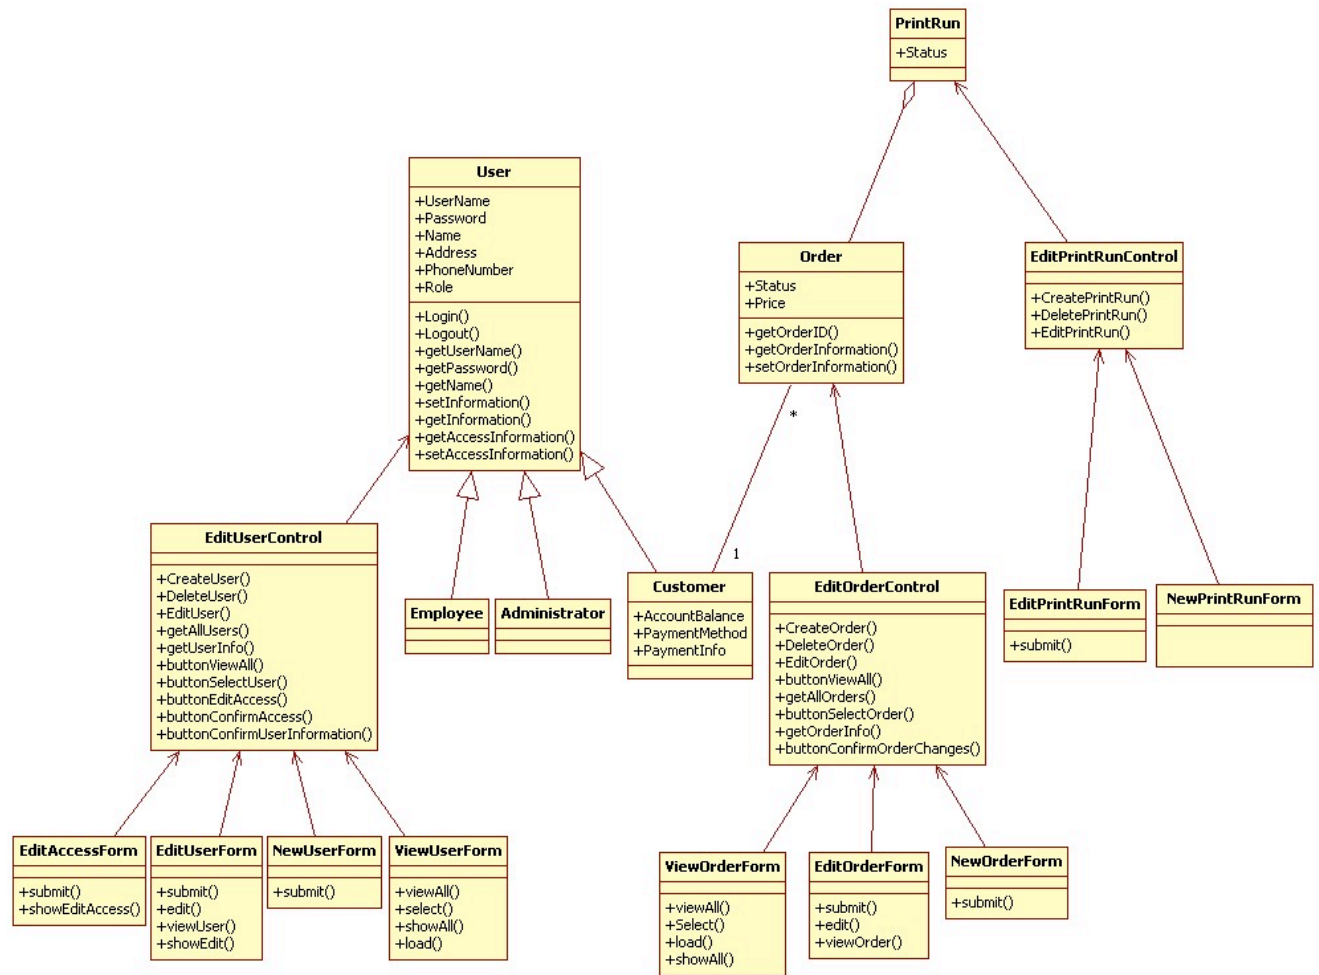 PrintRun
+Status
User
+UserName
+Password
+Name
+Address
+PhoneNumber
+Role
+Login()
+Logout()
+getUserName()
+getPassword()
+getName()
+setInformation()
+getInformation()
+getAccessInformation()
+setAccessInformation()
Order
+Status
+Price
+getOrderID()
+getOrderInformation()
+setOrderInformation()
EditPrintRunControl
+CreatePrintRun()
+DeletePrintRun()
+EditPrintRun()
*
1
EditUserControl
+CreateUser()
+DeleteUser()
+EditUser()
+getAllUsers()
+getUserInfo()
+buttonViewAll()
+buttonSelectUser()
+buttonEditAccess()
+buttonConfirmAccess()
+buttonConfirmUserInformation()
Employee
Administrator
Customer
+AccountBalance
+PaymentMethod
+PaymentInfo
EditOrderControl
+CreateOrder()
+DeleteOrder()
+EditOrder()
+buttonViewAll()
+getAllOrders()
+buttonSelectOrder()
+getOrderInfo()
+buttonConfirmOrderChanges()
EditPrintRunForm
+submit()
NewPrintRunForm
EditAccessForm
+submit()
+showEditAccess()
EditUserForm
+submit()
+edit()
+viewUser()
+showEdit()
NewUserForm
+submit()
ViewUserForm
+viewAll()
+select()
+showAll()
+load()
ViewOrderForm
+viewAll()
+Select()
+load()
+showAll()
EditOrderForm
+submit()
+edit()
+viewOrder()
NewOrderForm
+submit()